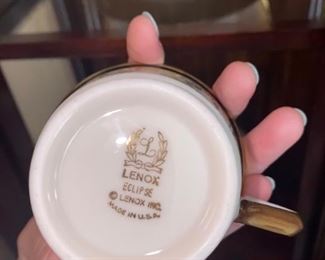 L
LENOX
ECLIPSE
© LENOX INC.
MADE IN U.S.A.